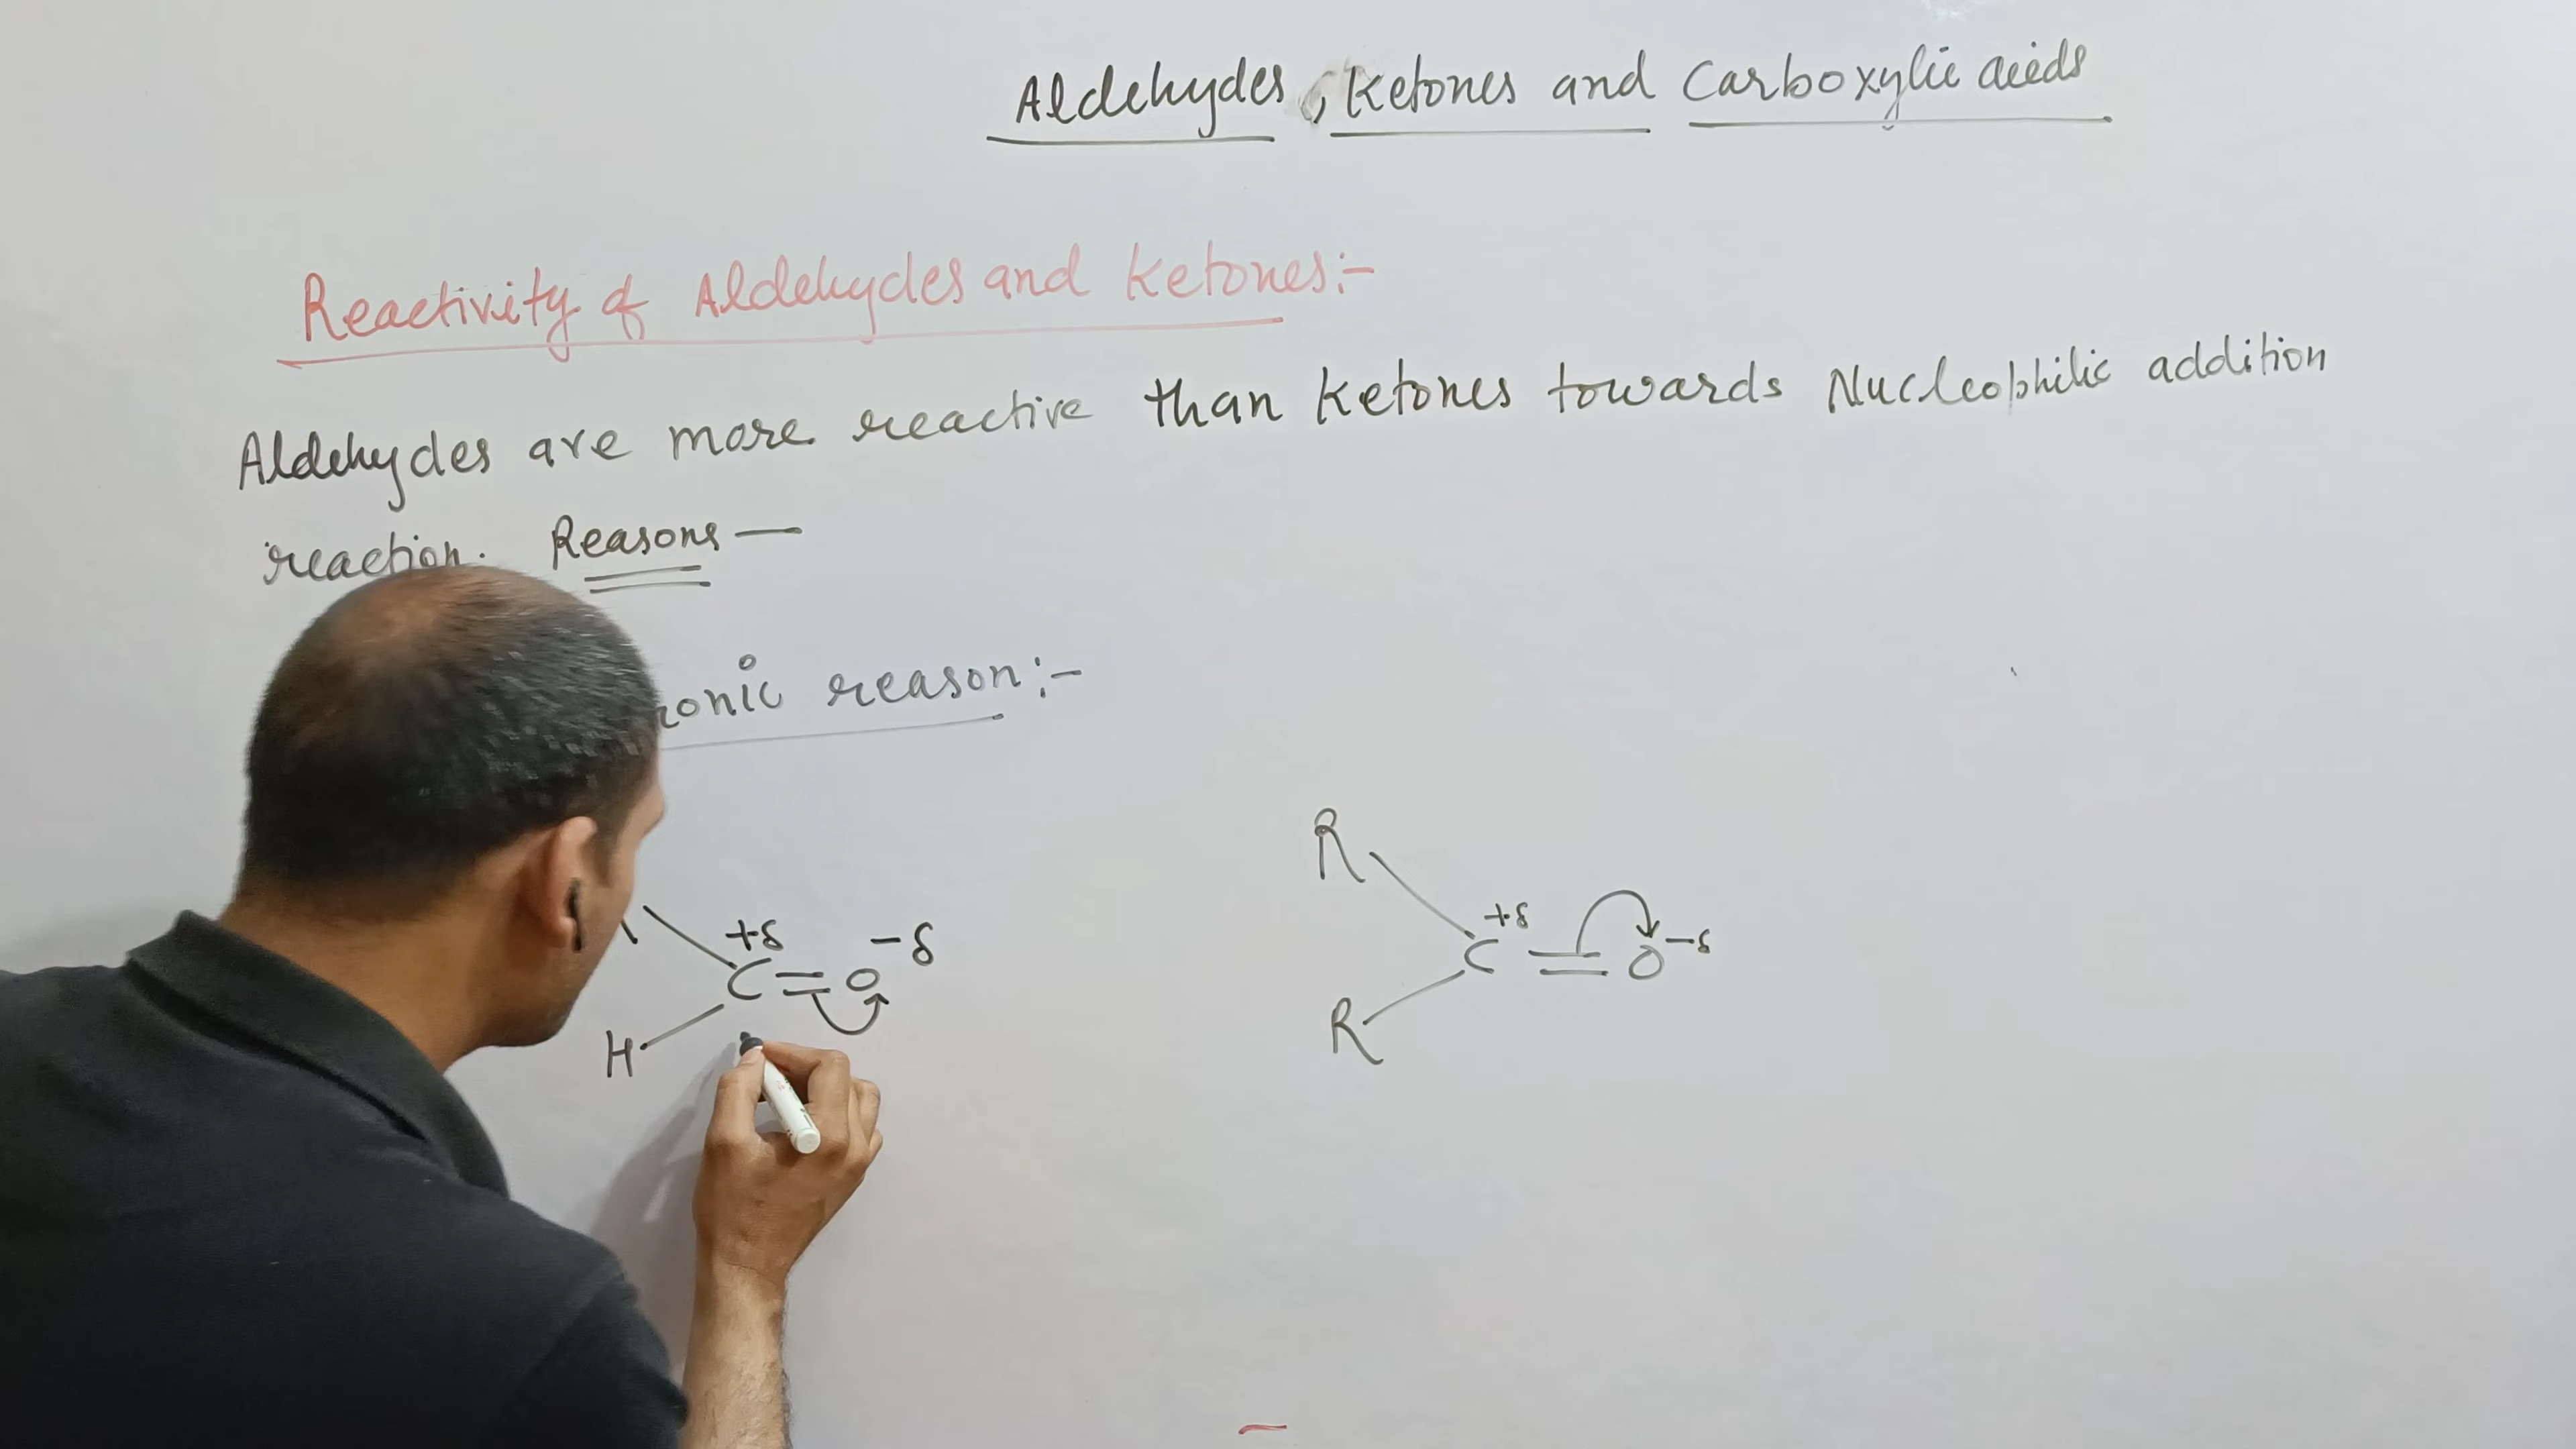 Aldehydes, Ketones and Carboxylic acids
Reactivity of Aldehydes and Ketones:-
Aldehydes are more reactive than Ketones towards Nucleophilic addition
reaction. Reasons —
reason:-
+δ -δ
C=O
H
R
+δ
C=O -δ
R